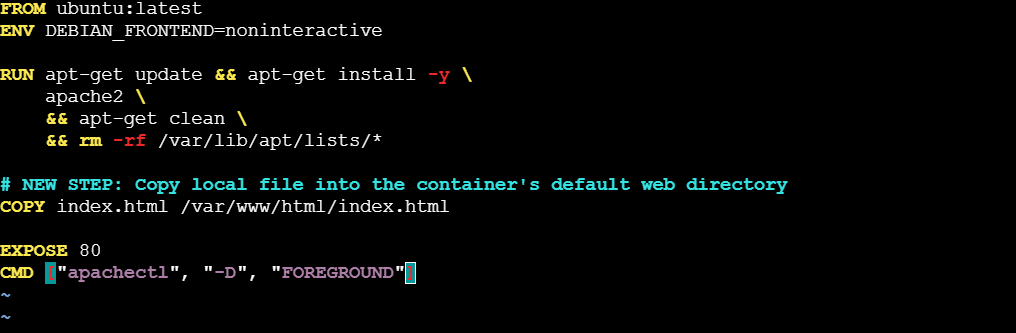 FROM ubuntu:latest
ENV DEBIAN_FRONTEND=noninteractive
RUN apt-get update && apt-get install -y \
    apache2 \
    && apt-get clean \
    && rm -rf /var/lib/apt/lists/*
# NEW STEP: Copy local file into the container's default web directory
COPY index.html /var/www/html/index.html
EXPOSE 80
CMD ["apachectl", "-D", "FOREGROUND"]
~
~